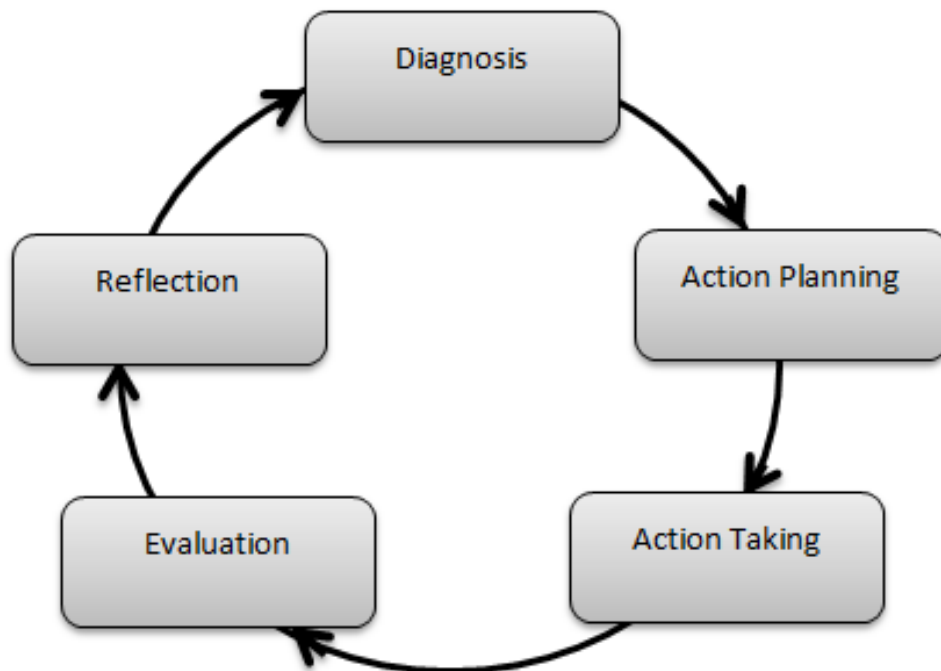 Diagnosis
Action Planning
Action Taking
Evaluation
Reflection